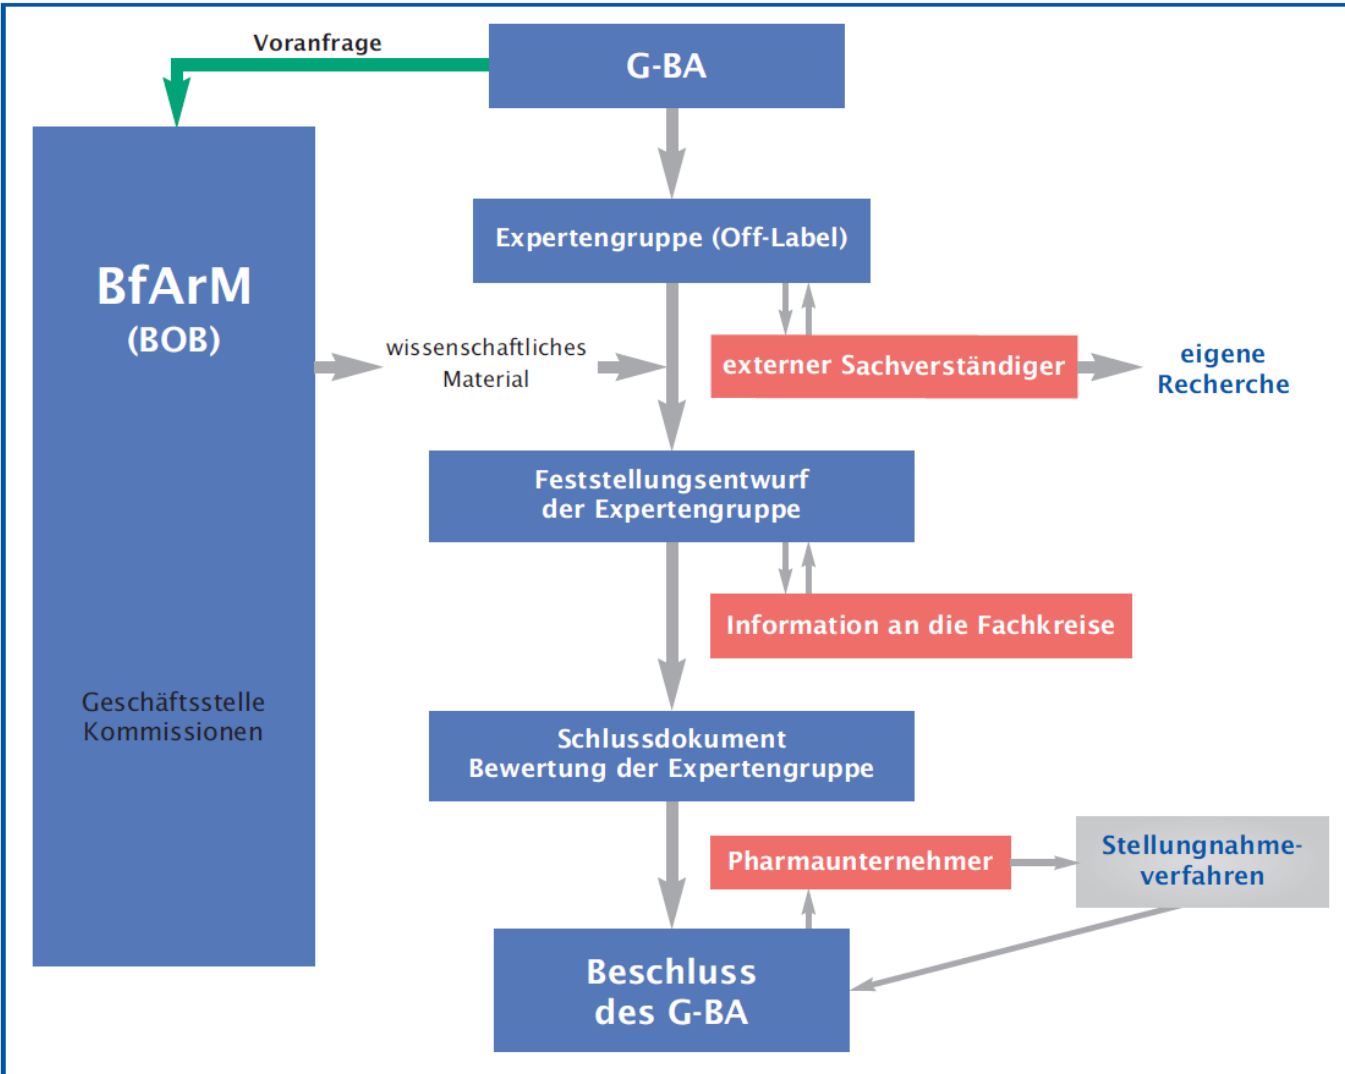 Voranfrage
G-BA
Expertengruppe (Off-Label)
BfArM
(BOB)
wissenschaftliches
Material
externer Sachverständiger
eigene
Recherche
Feststellungsentwurf
der Expertengruppe
Information an die Fachkreise
Geschäftsstelle
Kommissionen
Schlussdokument
Bewertung der Expertengruppe
Pharmaunternehmer
Stellungnahme-
verfahren
Beschluss
des G-BA